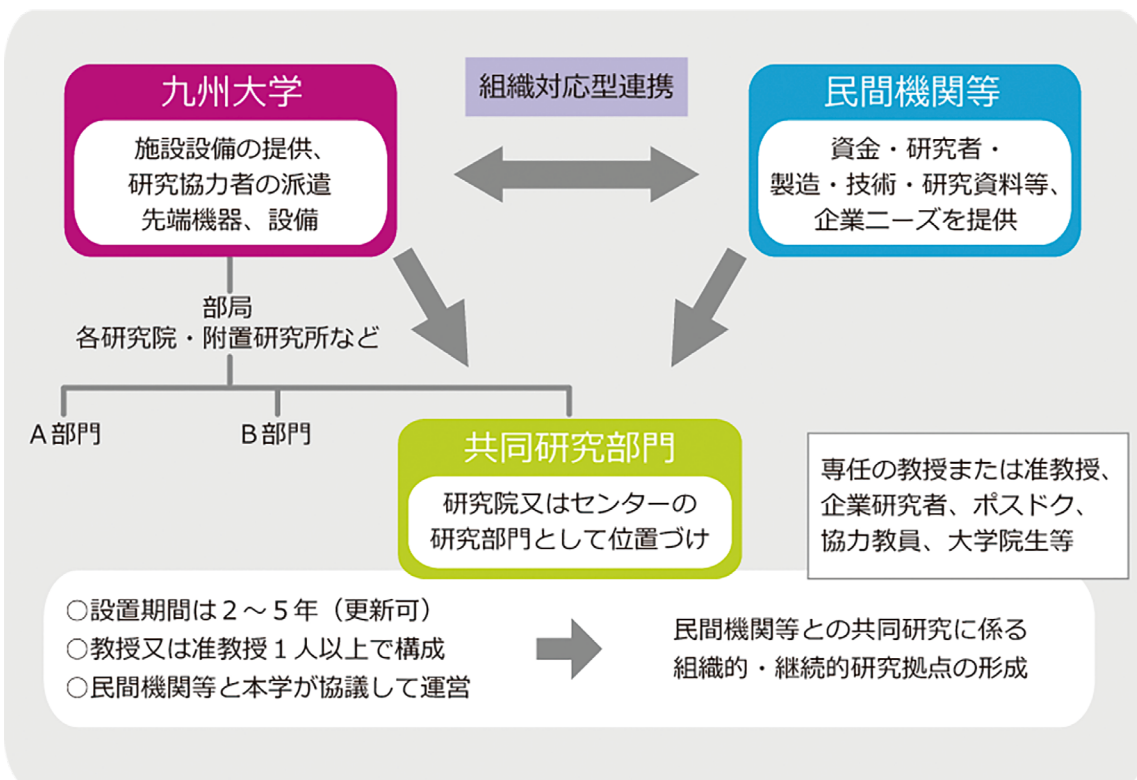 九州大学
施設設備の提供、
研究協力者の派遣
先端機器、設備
組織対応型連携
民間機関等
資金・研究者・
製造・技術・研究資料等、
企業ニーズを提供
部局
各研究院・附置研究所など
A部門
B部門
共同研究部門
研究院又はセンターの
研究部門として位置づけ
専任の教授または准教授、
企業研究者、ポスドク、
協力教員、大学院生等
○設置期間は２～５年（更新可）
○教授又は准教授１人以上で構成
○民間機関等と本学が協議して運営
民間機関等との共同研究に係る
組織的・継続的研究拠点の形成